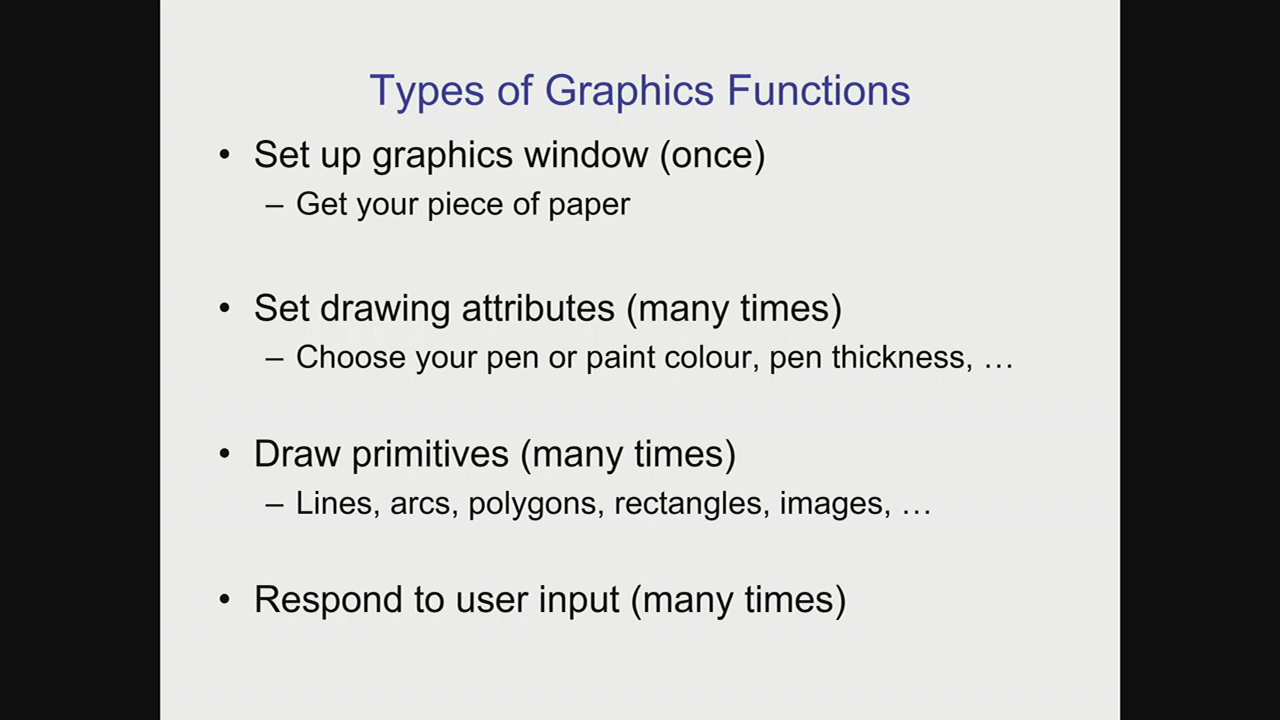 Types of Graphics Functions
• Set up graphics window (once)
– Get your piece of paper
• Set drawing attributes (many times)
– Choose your pen or paint colour, pen thickness, …
• Draw primitives (many times)
– Lines, arcs, polygons, rectangles, images, …
• Respond to user input (many times)